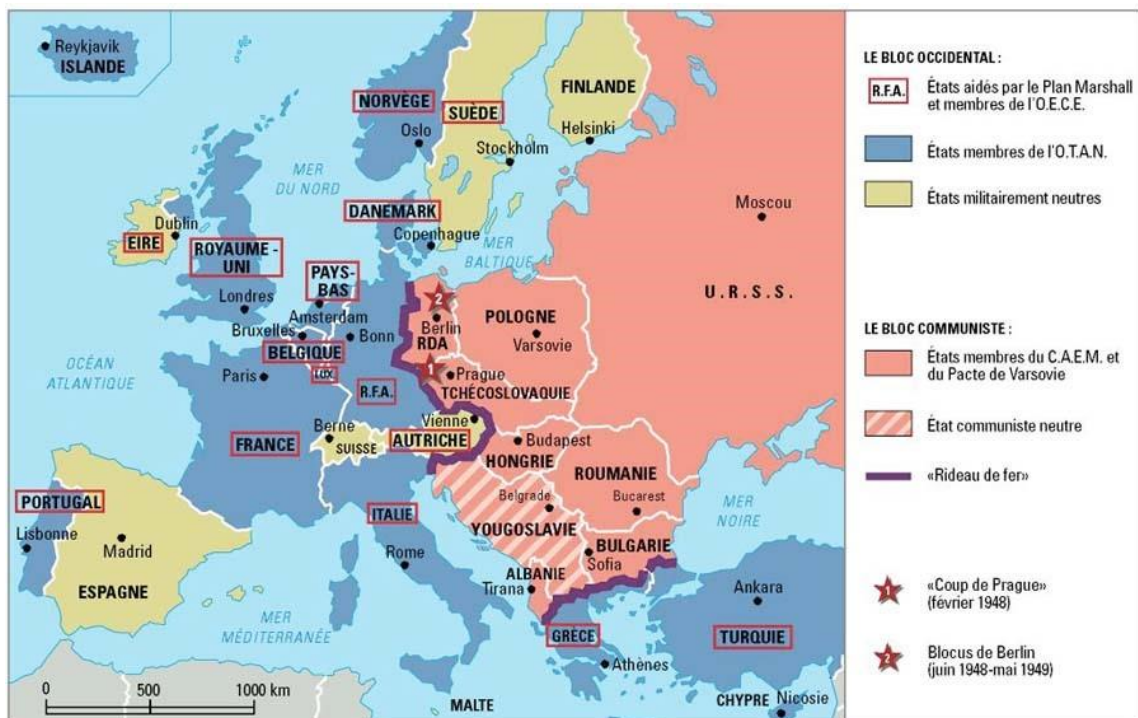 Reykjavik
ISLANDE
NORVÈGE
Oslo
SUÈDE
Stockholm
FINLANDE
Helsinki
MER
DU NORD
Moscou
U.R.S.S.
DANEMARK
Copenhague
MER
BALTIQUE
Dublin
EIRE
ROYAUME-
UNI
Londres
PAYS-
BAS
Amsterdam
Bruxelles
BELGIQUE
LUX.
Bonn
R.F.A.
2
Berlin
RDA
POLOGNE
Varsovie
1
Prague
TCHÉCOSLOVAQUIE
OCÉAN
ATLANTIQUE
Paris
FRANCE
Berne
SUISSE
Vienne
AUTRICHE
Budapest
HONGRIE
ROUMANIE
Bucarest
Belgrade
YOUGOSLAVIE
BULGARIE
Sofia
MER
NOIRE
PORTUGAL
Lisbonne
Madrid
ESPAGNE
ITALIE
Rome
ALBANIE
Tirana
GRÈCE
Athènes
Ankara
TURQUIE
MER
MÉDITERRANÉE
MALTE
CHYPRE
Nicosie
0 500 1000 km
LE BLOC OCCIDENTAL :
R.F.A.
États aidés par le Plan Marshall
et membres de l'O.E.C.E.
États membres de l'O.T.A.N.
États militairement neutres
LE BLOC COMMUNISTE :
États membres du C.A.E.M. et
du Pacte de Varsovie
État communiste neutre
«Rideau de fer»
1
«Coup de Prague»
(février 1948)
2
Blocus de Berlin
(juin 1948-mai 1949)